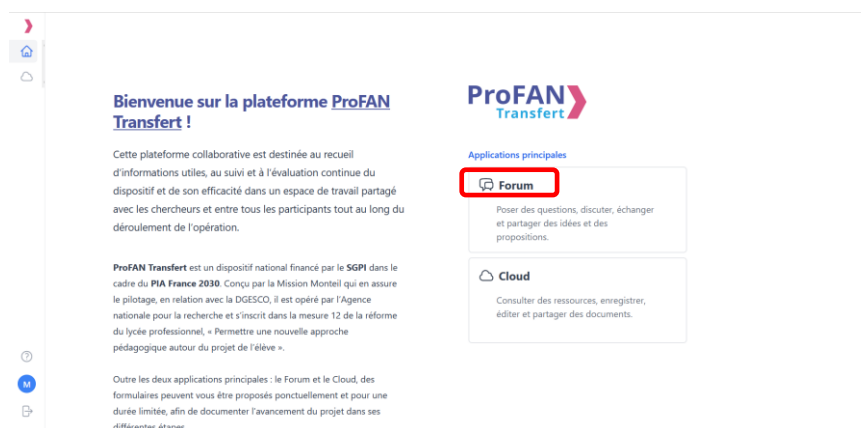 Bienvenue sur la plateforme ProFAN
Transfert !
Cette plateforme collaborative est destinée au recueil
d'informations utiles, au suivi et à l'évaluation continue du
dispositif et de son efficacité dans un espace de travail partagé
avec les chercheurs et entre tous les participants tout au long du
déroulement de l'opération.
ProFAN Transfert est un dispositif national financé par le SGPI dans le
cadre du PIA France 2030. Conçu par la Mission Monteil qui en assure
le pilotage, en relation avec la DGESCO, il est opéré par l'Agence
nationale pour la recherche et s'inscrit dans la mesure 12 de la réforme
du lycée professionnel, « Permettre une nouvelle approche
pédagogique autour du projet de l'élève ».
Outre les deux applications principales : le Forum et le Cloud, des
formulaires peuvent vous être proposés ponctuellement et pour une
durée limitée, afin de documenter l'avancement du projet dans ses
différentes étapes
ProFAN
Transfert
Applications principales
Forum
Poser des questions, discuter, échanger
et partager des idées et des
propositions.
Cloud
Consulter des ressources, enregistrer,
éditer et partager des documents.
M